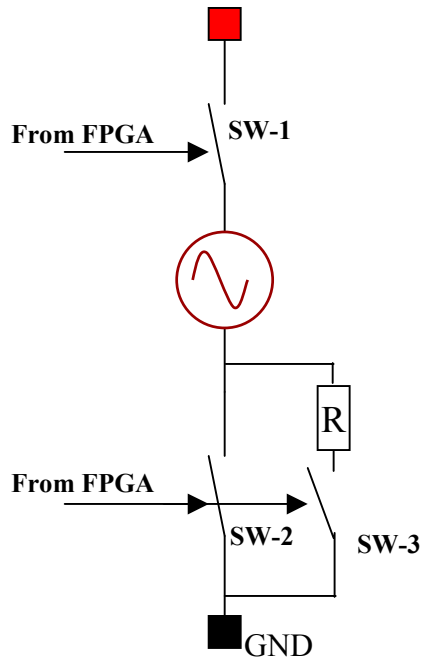 SW-1
From FPGA
R
From FPGA
SW-2
SW-3
GND